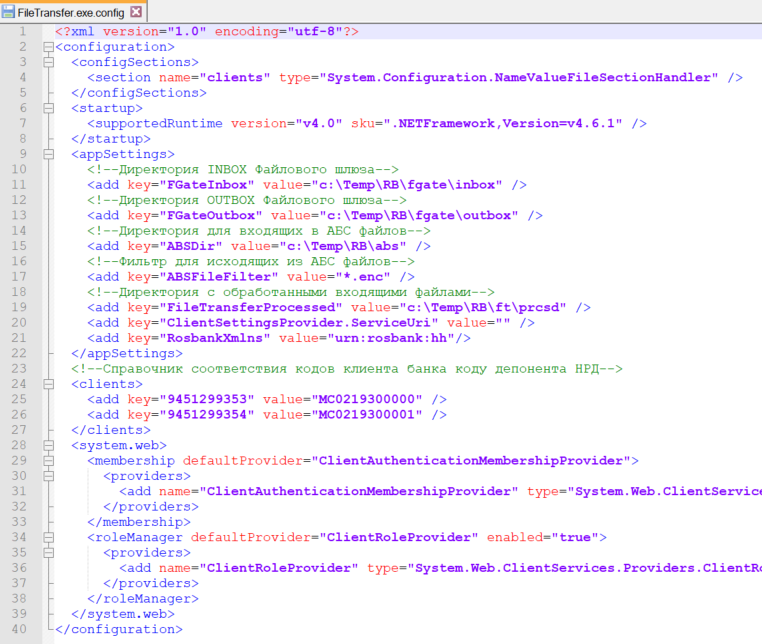 FileTransfer.exe.config
1 <?xml version="1.0" encoding="utf-8"?>
2 <configuration>
3 <configSections>
4 <section name="clients" type="System.Configuration.NameValueFileSectionHandler" />
5 </configSections>
6 <startup>
7 <supportedRuntime version="v4.0" sku=".NETFramework,Version=v4.6.1" />
8 </startup>
9 <appSettings>
10 <!--Директория INBOX Файлового шлюза-->
11 <add key="FGateInbox" value="c:\Temp\RB\fgate\inbox" />
12 <!--Директория OUTBOX Файлового шлюза-->
13 <add key="FGateOutbox" value="c:\Temp\RB\fgate\outbox" />
14 <!--Директория для входящих в АБС файлов-->
15 <add key="ABSDir" value="c:\Temp\RB\abs" />
16 <!--Фильтр для исходящих из АБС файлов-->
17 <add key="ABSFileFilter" value="*.enc" />
18 <!--Директория с обработанными входящими файлами-->
19 <add key="FileTransferProcessed" value="c:\Temp\RB\ft\prcsd" />
20 <add key="ClientSettingsProvider.ServiceUri" value="" />
21 <add key="RosbankXmlns" value="urn:rosbank:hh"/>
22 </appSettings>
23 <!--Справочник соответствия кодов клиента банка коду депонента НРД-->
24 <clients>
25 <add key="9451299353" value="MC0219300000" />
26 <add key="9451299354" value="MC0219300001" />
27 </clients>
28 <system.web>
29 <membership defaultProvider="ClientAuthenticationMembershipProvider">
30 <providers>
31 <add name="ClientAuthenticationMembershipProvider" type="System.Web.ClientService
32 </providers>
33 </membership>
34 <roleManager defaultProvider="ClientRoleProvider" enabled="true">
35 <providers>
36 <add name="ClientRoleProvider" type="System.Web.ClientServices.Providers.ClientRo
37 </providers>
38 </roleManager>
39 </system.web>
40 </configuration>